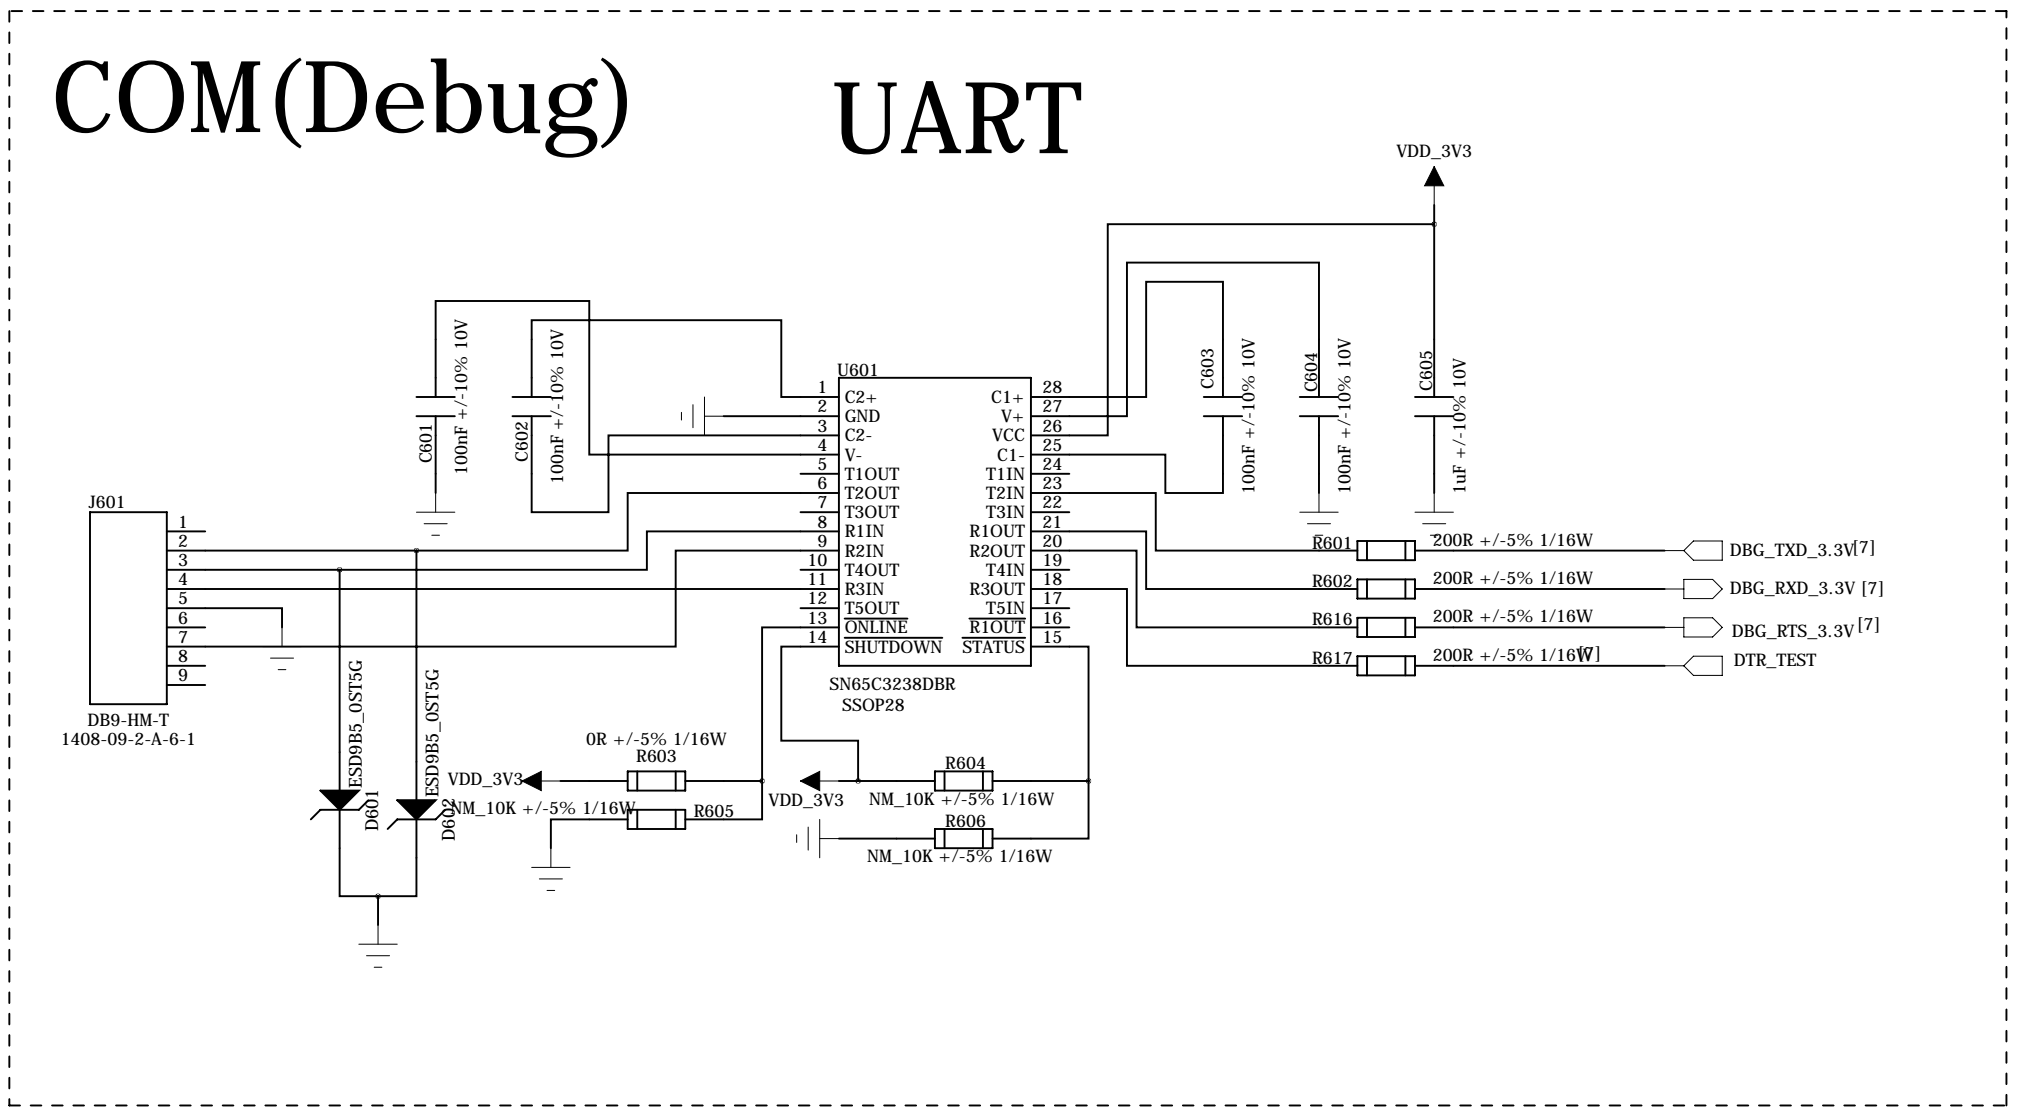 COM(Debug)
UART
VDD_3V3
C601
100nF +/-10% 10V
C602
100nF +/-10% 10V
C603
100nF +/-10% 10V
C604
100nF +/-10% 10V
C605
1uF +/-10% 10V
U601
1 C2+
2 GND
3 C2-
4 V-
5 T1OUT
6 T2OUT
7 T3OUT
8 R1IN
9 R2IN
10 T4OUT
11 R3IN
12 T5OUT
13 ONLINE
14 SHUTDOWN
C1+ 28
V+ 27
VCC 26
C1- 25
T1IN 24
T2IN 23
T3IN 22
R1OUT 21
R2OUT 20
T4IN 19
R3OUT 18
T5IN 17
R1OUT 16
STATUS 15
SN65C3238DBR
SSOP28
J601
1
2
3
4
5
6
7
8
9
DB9-HM-T
1408-09-2-A-6-1
R601 200R +/-5% 1/16W DBG_TXD_3.3V[7]
R602 200R +/-5% 1/16W DBG_RXD_3.3V [7]
R616 200R +/-5% 1/16W DBG_RTS_3.3V [7]
R617 200R +/-5% 1/16W [7] DTR_TEST
ESD9B5_0ST5G
D601
ESD9B5_0ST5G
D602
0R +/-5% 1/16W
R603
VDD_3V3
NM_10K +/-5% 1/16W
R605
R604
VDD_3V3
NM_10K +/-5% 1/16W
R606
NM_10K +/-5% 1/16W